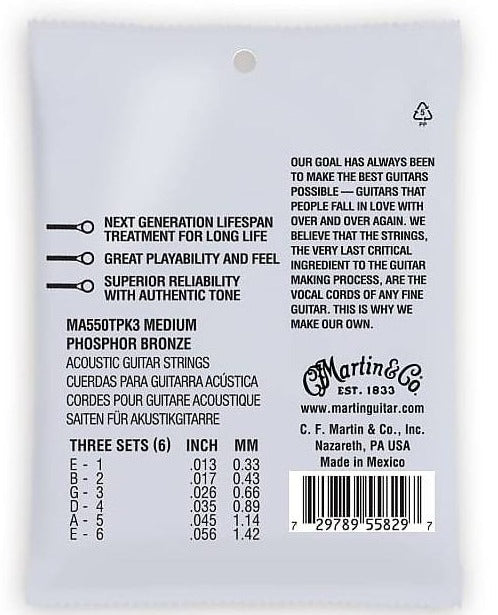 5
PP
OUR GOAL HAS ALWAYS BEEN
TO MAKE THE BEST GUITARS
POSSIBLE — GUITARS THAT
PEOPLE FALL IN LOVE WITH
OVER AND OVER AGAIN. WE
BELIEVE THAT THE STRINGS,
THE VERY LAST CRITICAL
INGREDIENT TO THE GUITAR
MAKING PROCESS, ARE THE
VOCAL CORDS OF ANY FINE
GUITAR. THIS IS WHY WE
MAKE OUR OWN.
NEXT GENERATION LIFESPAN
TREATMENT FOR LONG LIFE
GREAT PLAYABILITY AND FEEL
SUPERIOR RELIABILITY
WITH AUTHENTIC TONE
MA550TPK3 MEDIUM
PHOSPHOR BRONZE
ACOUSTIC GUITAR STRINGS
CUERDAS PARA GUITARRA ACÚSTICA
CORDES POUR GUITARE ACOUSTIQUE
SAITEN FÜR AKUSTIKGITARRE
THREE SETS (6) INCH MM
E - 1 .013 0.33
B - 2 .017 0.43
G - 3 .026 0.66
D - 4 .035 0.89
A - 5 .045 1.14
E - 6 .056 1.42
CF Martin & Co.
EST. 1833
www.martinguitar.com
C. F. Martin & Co., Inc.
Nazareth, PA USA
Made in Mexico
7 29789 55829 7